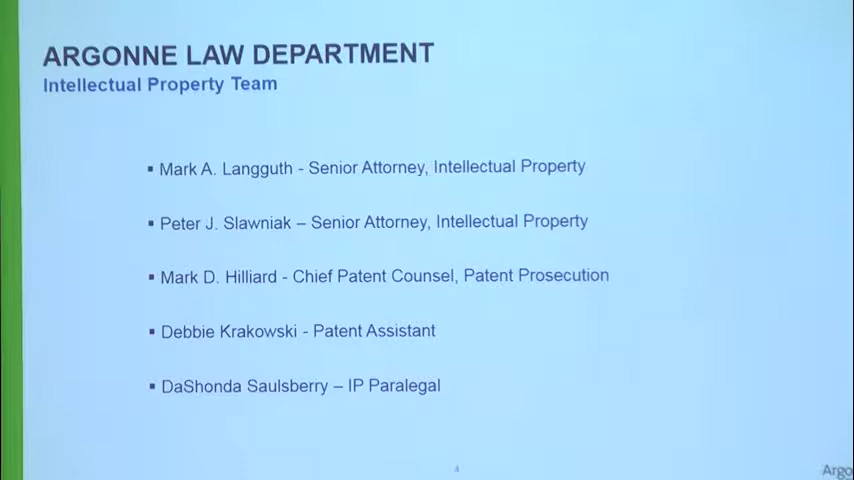 ARGONNE LAW DEPARTMENT
Intellectual Property Team
▪ Mark A. Langguth - Senior Attorney, Intellectual Property
▪ Peter J. Slawniak – Senior Attorney, Intellectual Property
▪ Mark D. Hilliard - Chief Patent Counsel, Patent Prosecution
▪ Debbie Krakowski - Patent Assistant
▪ DaShonda Saulsberry – IP Paralegal
4
Argo